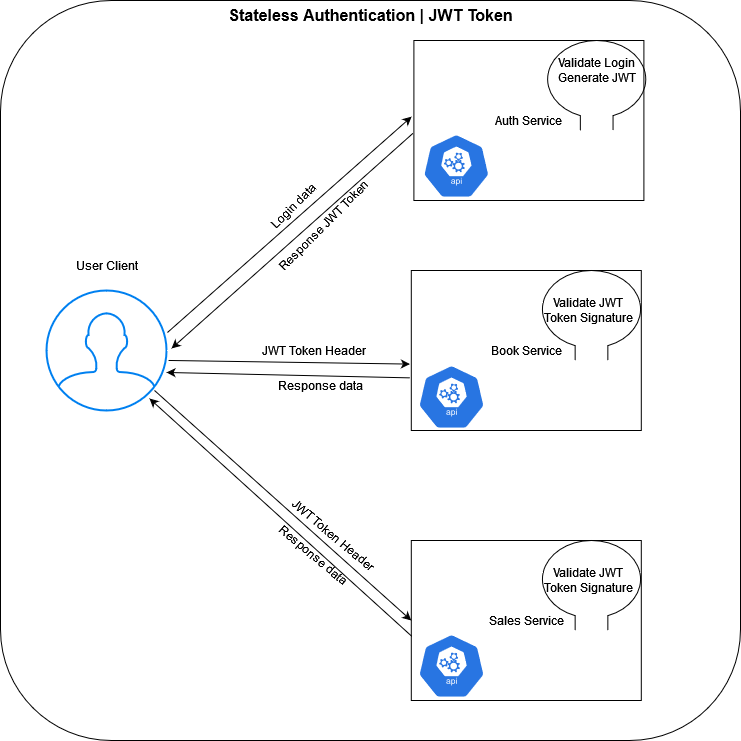 Stateless Authentication | JWT Token
Validate Login
Generate JWT
Auth Service
api
Login data
Response JWT Token
User Client
Validate JWT
Token Signature
JWT Token Header
Book Service
Response data
api
JWT Token Header
Response data
Validate JWT
Token Signature
Sales Service
api